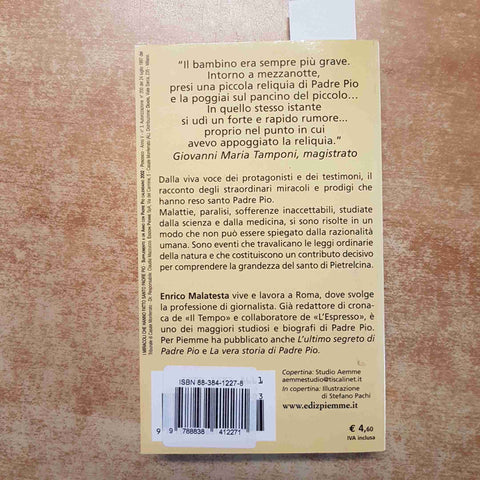 “Il bambino era sempre più grave.
Intorno a mezzanotte,
presi una piccola reliquia di Padre Pio
e la poggiai sul pancino del piccolo...
In quello stesso istante
si udì un forte e rapido rumore...
proprio nel punto in cui
avevo appoggiato la reliquia.”
Giovanni Maria Tamponi, magistrato
Dalla viva voce dei protagonisti e dei testimoni, il
racconto degli straordinari miracoli e prodigi che
hanno reso santo Padre Pio.
Malattie, paralisi, sofferenze inaccettabili, studiate
dalla scienza e dalla medicina, si sono risolte in un
modo che non può essere spiegato dalla razionalità
umana. Sono eventi che travalicano le leggi ordinarie
della natura e che costituiscono un contributo decisivo
per comprendere la grandezza del santo di Pietrelcina.
Enrico Malatesta vive e lavora a Roma, dove svolge
la professione di giornalista. Già redattore di crona-
ca de «Il Tempo» e collaboratore de «L’Espresso», è
uno dei maggiori studiosi e biografi di Padre Pio.
Per Piemme ha pubblicato anche L’ultimo segreto di
Padre Pio e La vera storia di Padre Pio.
ISBN 88-384-1227-8
1
3
9 788838 412271
Copertina: Studio Aemme
aemmestudio@tiscalinet.it
In copertina: Illustrazione
di Stefano Pachì
www.edizpiemme.it
€ 4,60
IVA inclusa